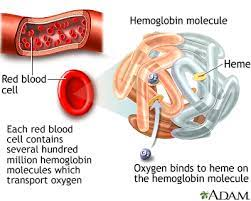 Hemoglobin molecule
Heme
Red blood
cell
Each red blood
cell contains
several hundred
million hemoglobin
molecules which
transport oxygen
Oxygen binds to heme on
the hemoglobin molecule
ADAM.